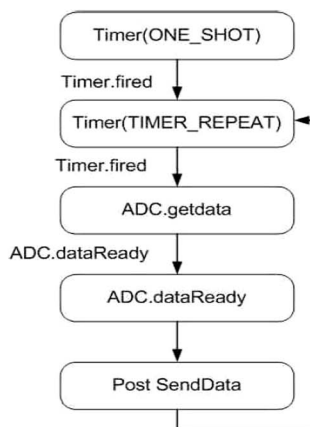 Timer(ONE_SHOT)
Timer.fired
Timer(TIMER_REPEAT)
Timer.fired
ADC.getdata
ADC.dataReady
ADC.dataReady
Post SendData